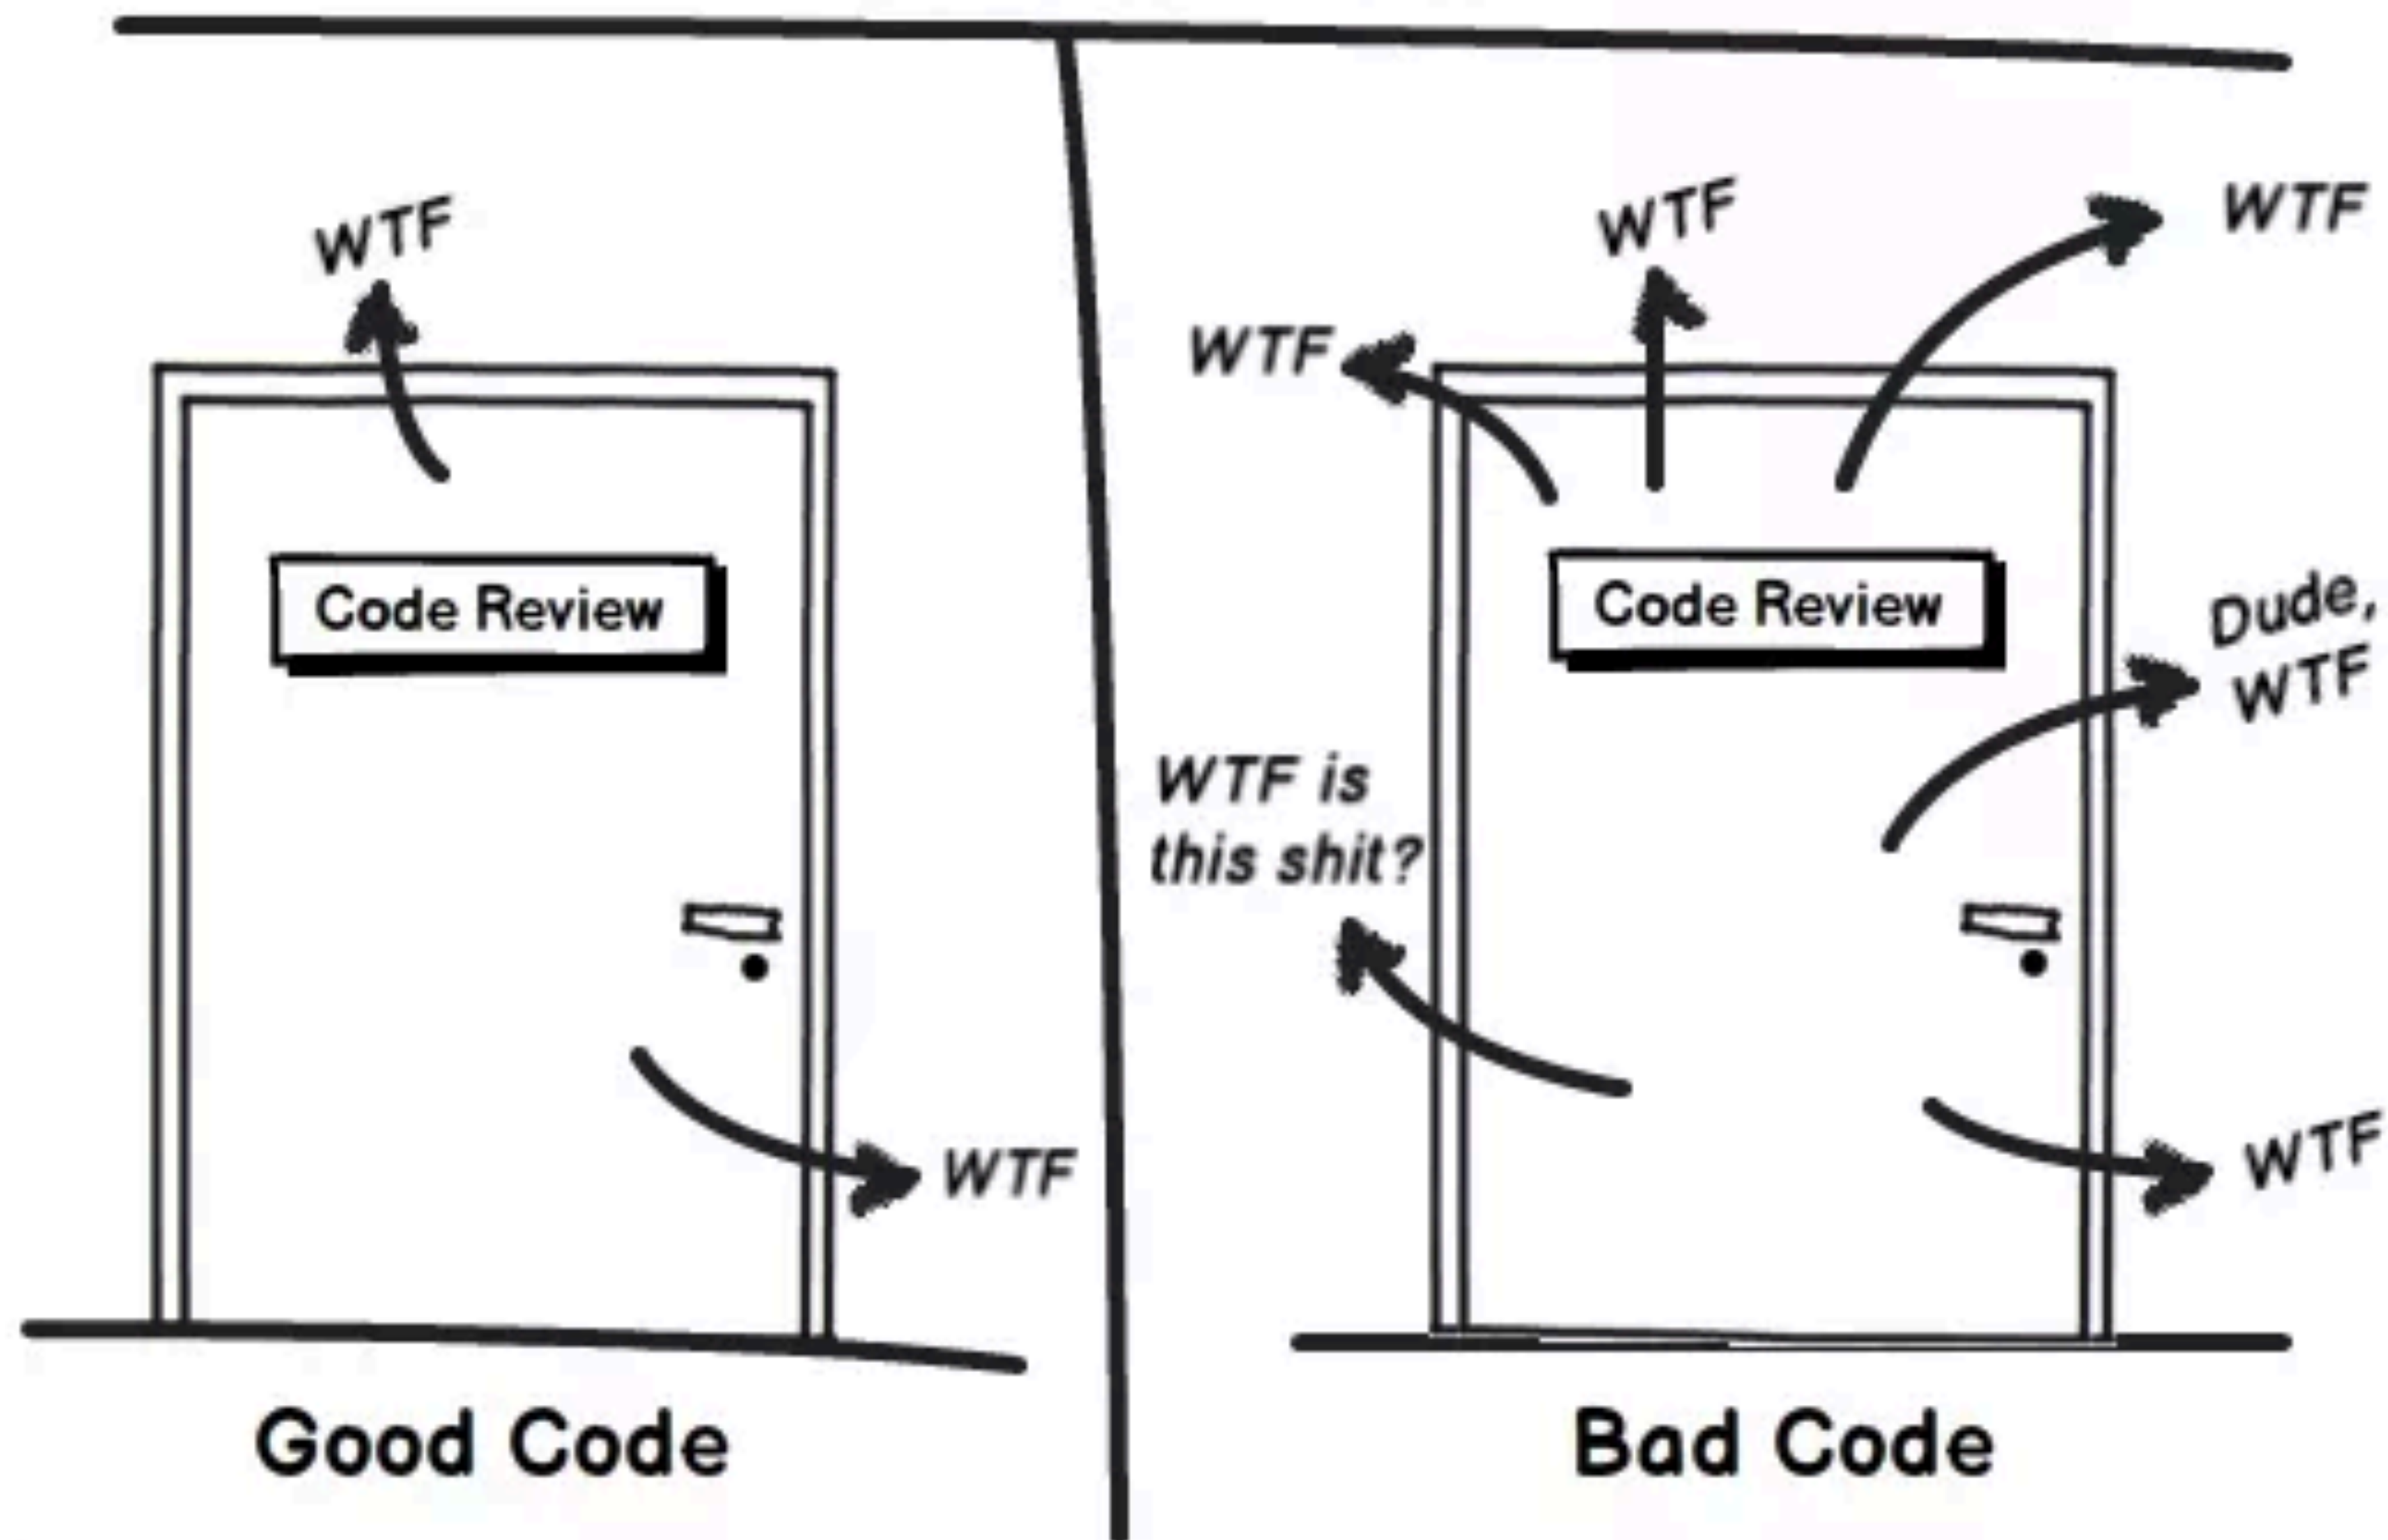 WTF
Code Review
WTF
Good Code
WTF
WTF
WTF
Code Review
Dude,
WTF
WTF is
this shit?
WTF
Bad Code